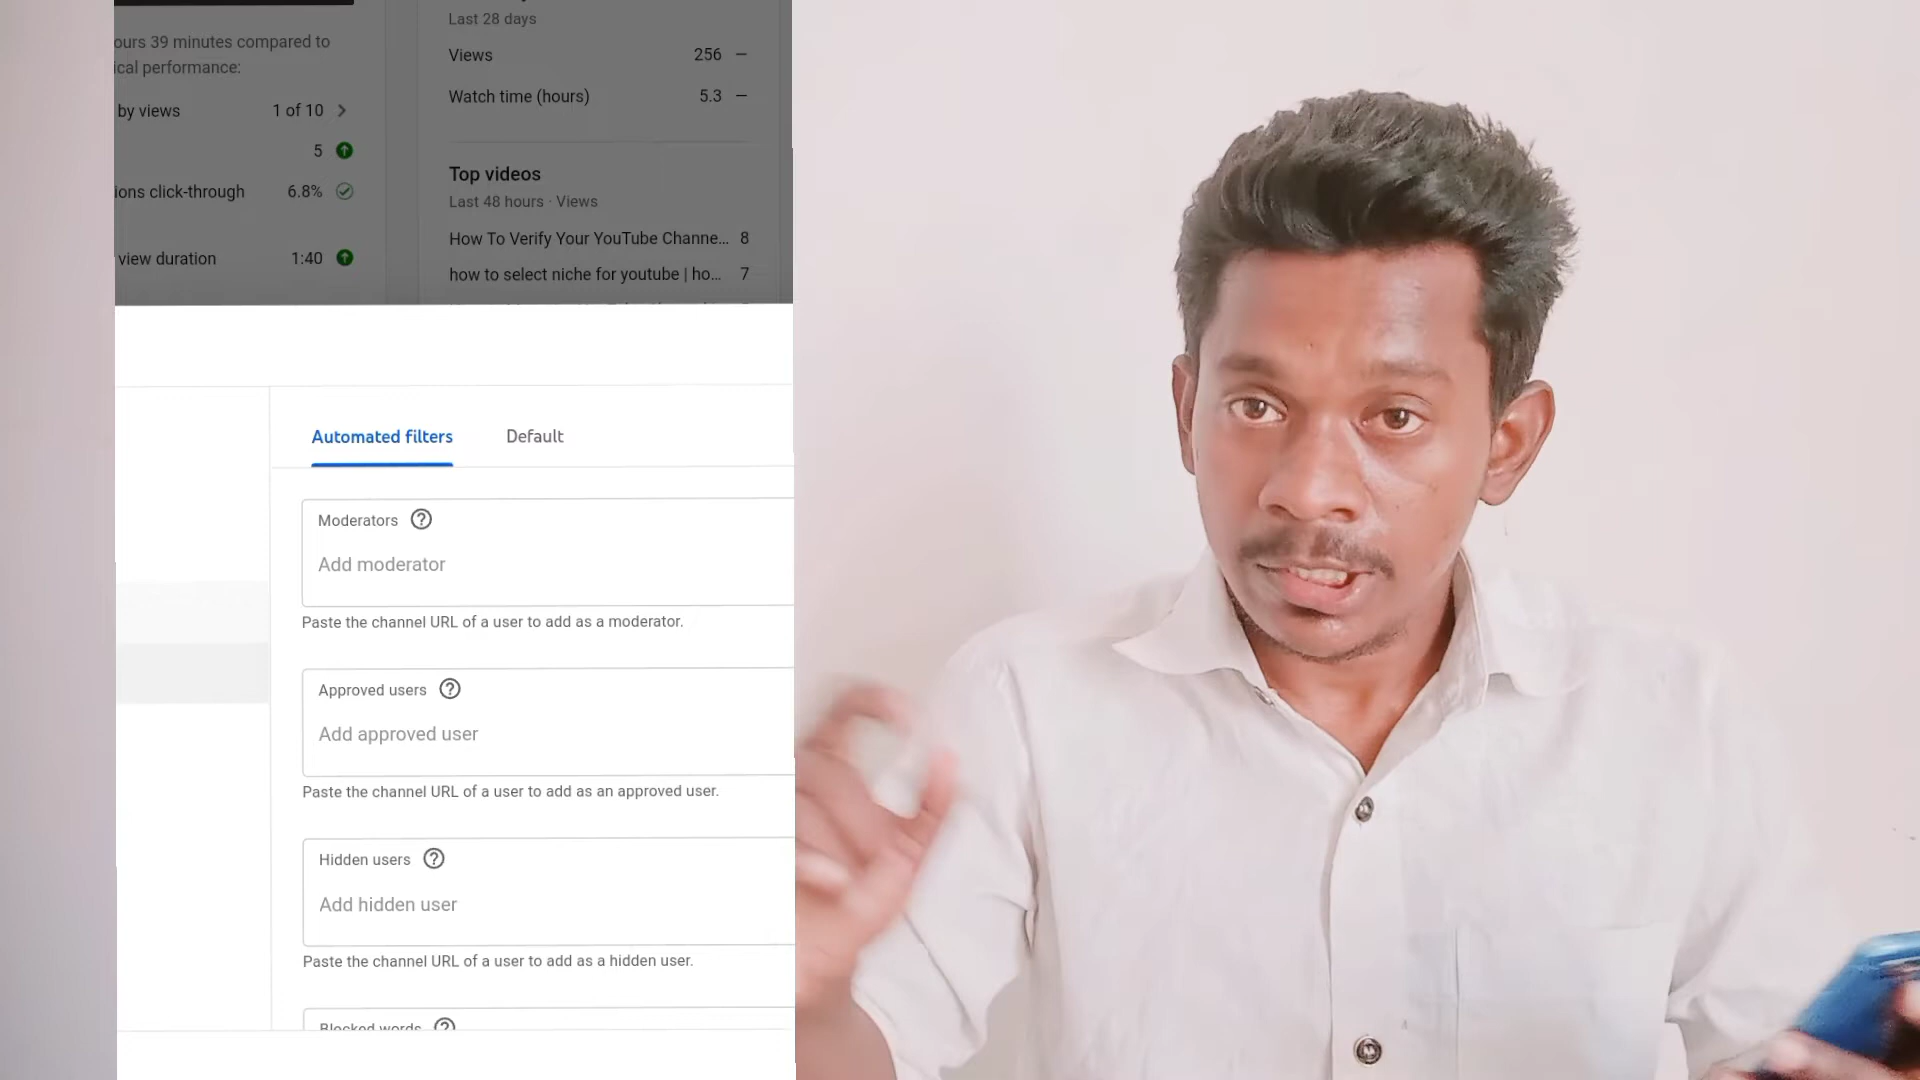 ours 39 minutes compared to
ical performance:
by views 1 of 10
5
ions click-through 6.8%
view duration 1:40
Last 28 days
Views 256 —
Watch time (hours) 5.3 —
Top videos
Last 48 hours · Views
How To Verify Your YouTube Channe... 8
how to select niche for youtube | ho... 7
Automated filters Default
Moderators
Add moderator
Paste the channel URL of a user to add as a moderator.
Approved users
Add approved user
Paste the channel URL of a user to add as an approved user.
Hidden users
Add hidden user
Paste the channel URL of a user to add as a hidden user.
Blocked words